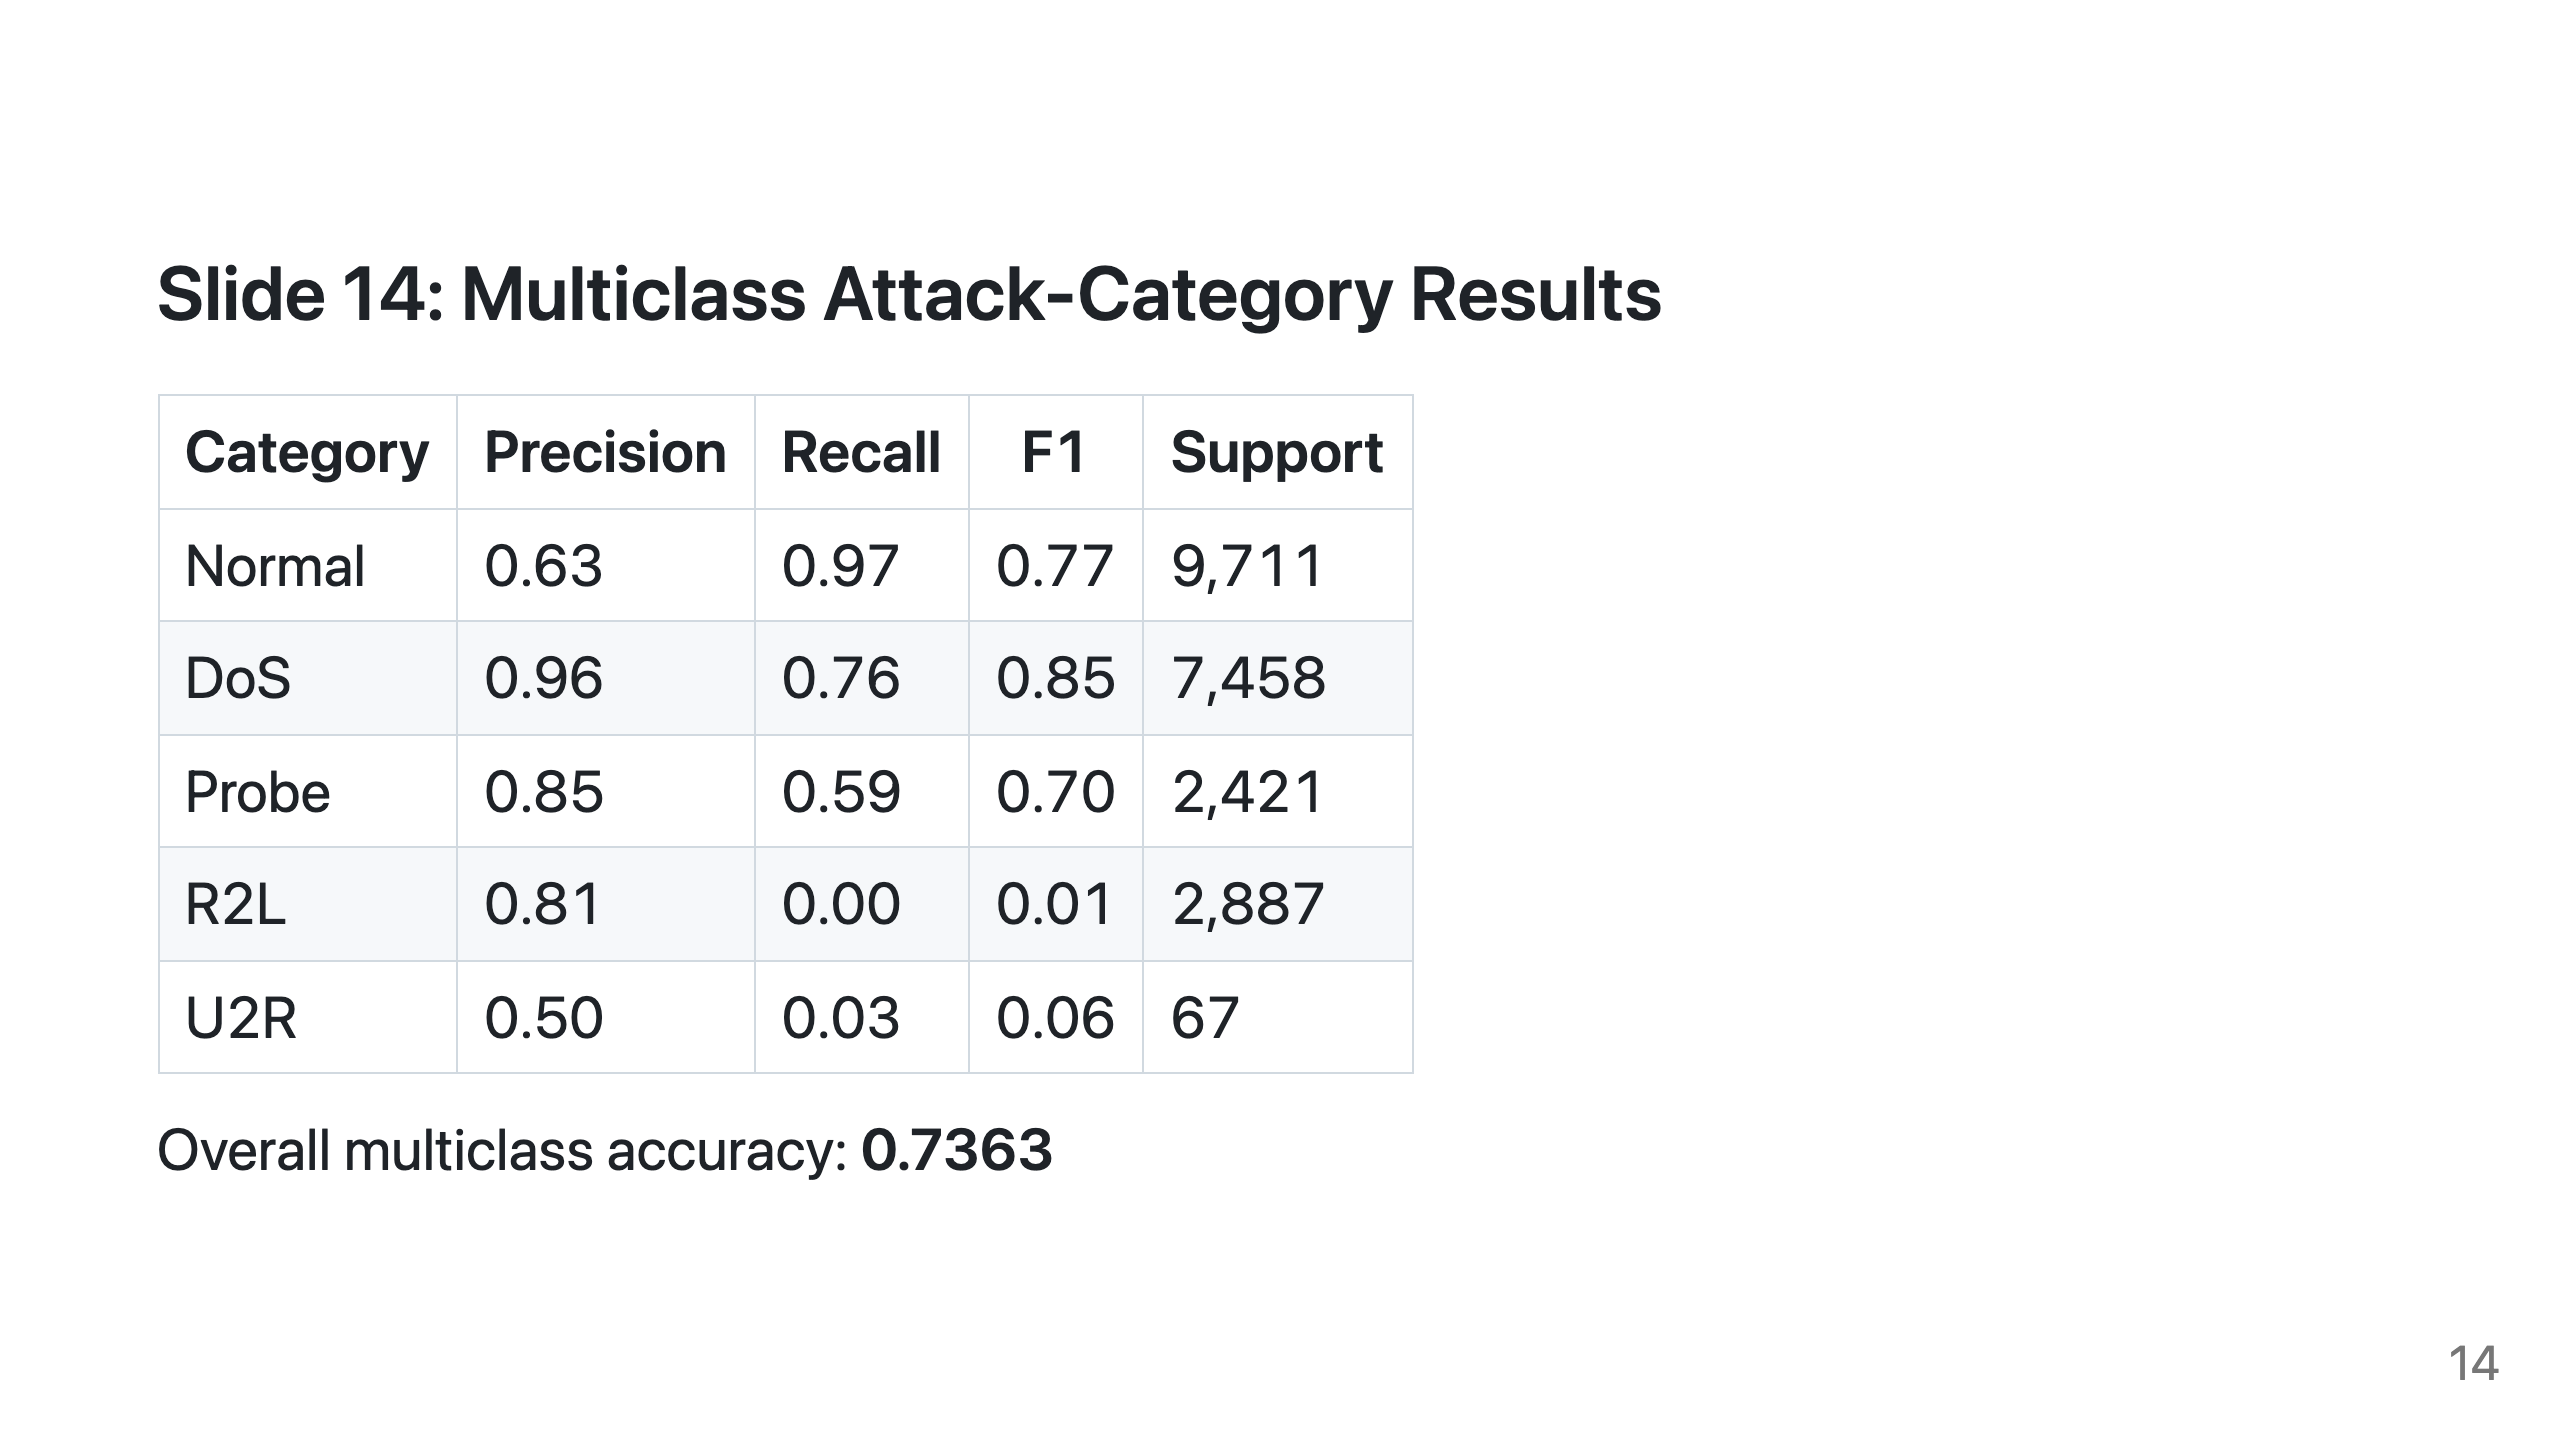 Slide 14: Multiclass Attack-Category Results
Category Precision Recall F1 Support
Normal 0.63 0.97 0.77 9,711
DoS 0.96 0.76 0.85 7,458
Probe 0.85 0.59 0.70 2,421
R2L 0.81 0.00 0.01 2,887
U2R 0.50 0.03 0.06 67
Overall multiclass accuracy: 0.7363
14